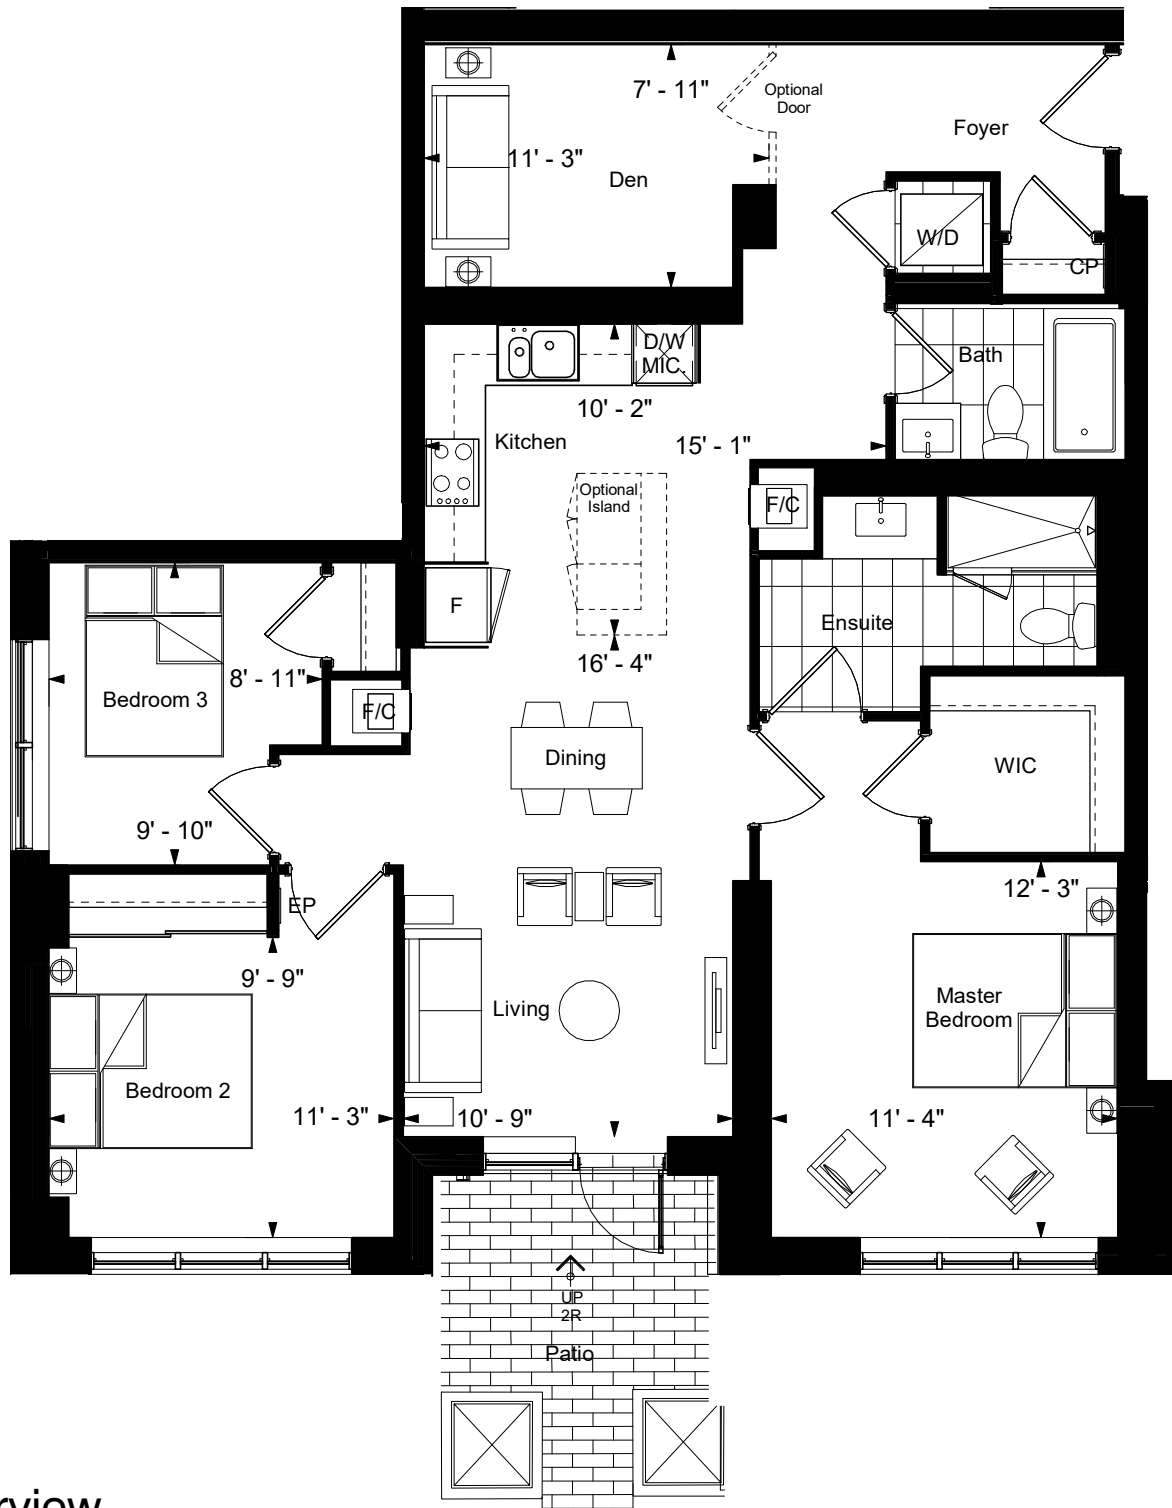 7' - 11"
Optional
Door
Foyer
11' - 3"
Den
W/D
CP
D/W
MIC.
Bath
10' - 2"
Kitchen
15' - 1"
Optional
Island
F/C
F
Ensuite
16' - 4"
8' - 11"
Bedroom 3
F/C
Dining
WIC
9' - 10"
12' - 3"
EP
9' - 9"
Living
Master
Bedroom
Bedroom 2
11' - 3"
10' - 9"
11' - 4"
UP
2R
Patio